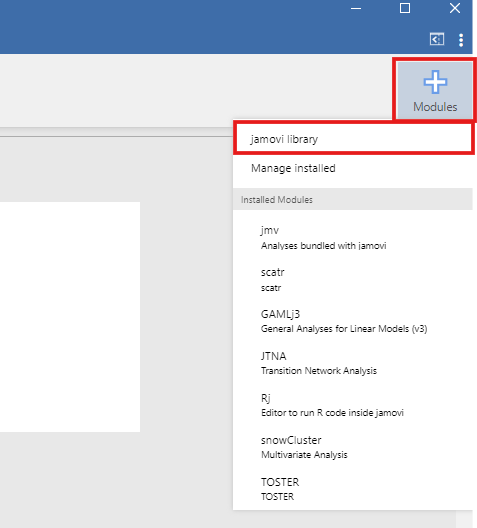 Modules
jamovi library
Manage installed
Installed Modules
jmv
Analyses bundled with jamovi
scatr
scatr
GAMLj3
General Analyses for Linear Models (v3)
JTNA
Transition Network Analysis
Rj
Editor to run R code inside jamovi
snowCluster
Multivariate Analysis
TOSTER
TOSTER